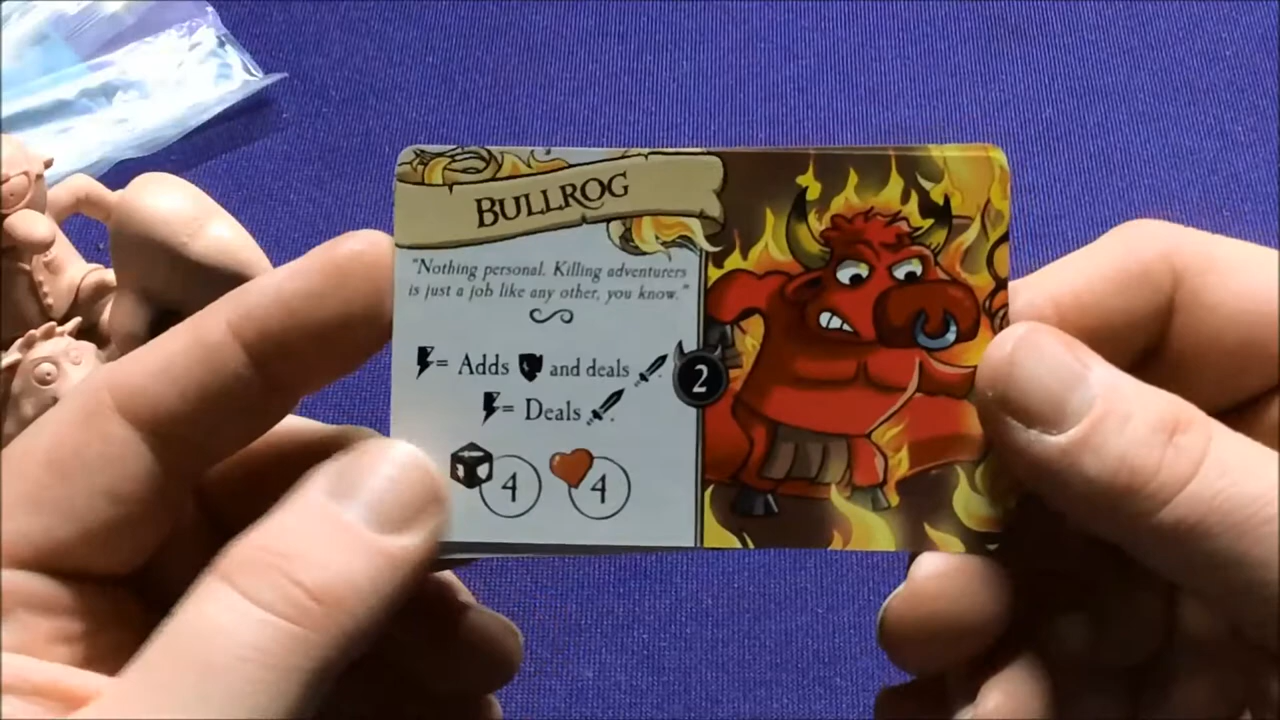 BULLROG
"Nothing personal. Killing adventurers
is just a job like any other, you know."
= Adds and deals .
= Deals .
2
4 4